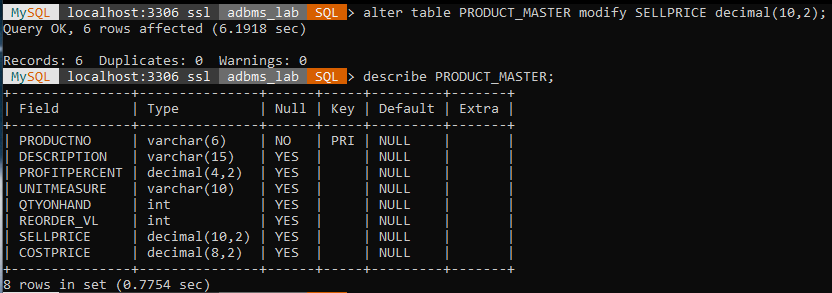 MySQL localhost:3306 ssl adbms_lab SQL > alter table PRODUCT_MASTER modify SELLPRICE decimal(10,2);
Query OK, 6 rows affected (6.1918 sec)

Records: 6  Duplicates: 0  Warnings: 0
MySQL localhost:3306 ssl adbms_lab SQL > describe PRODUCT_MASTER;
+---------------+---------------+------+-----+---------+-------+
| Field         | Type          | Null | Key | Default | Extra |
+---------------+---------------+------+-----+---------+-------+
| PRODUCTNO     | varchar(6)    | NO   | PRI | NULL    |       |
| DESCRIPTION   | varchar(15)   | YES  |     | NULL    |       |
| PROFITPERCENT | decimal(4,2)  | YES  |     | NULL    |       |
| UNITMEASURE   | varchar(10)   | YES  |     | NULL    |       |
| QTYONHAND     | int           | YES  |     | NULL    |       |
| REORDER_VL    | int           | YES  |     | NULL    |       |
| SELLPRICE     | decimal(10,2) | YES  |     | NULL    |       |
| COSTPRICE     | decimal(8,2)  | YES  |     | NULL    |       |
+---------------+---------------+------+-----+---------+-------+
8 rows in set (0.7754 sec)